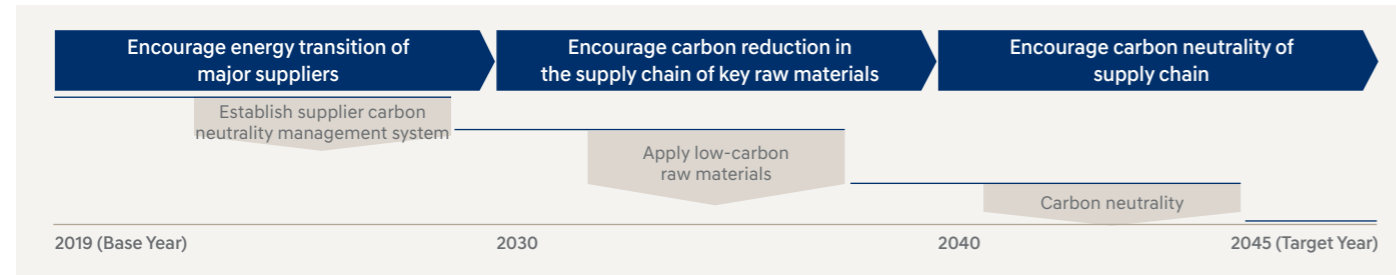 Encourage energy transition of
major suppliers
Encourage carbon reduction in
the supply chain of key raw materials
Encourage carbon neutrality of
supply chain
Establish supplier carbon
neutrality management system
Apply low-carbon
raw materials
Carbon neutrality
2019 (Base Year)
2030
2040
2045 (Target Year)